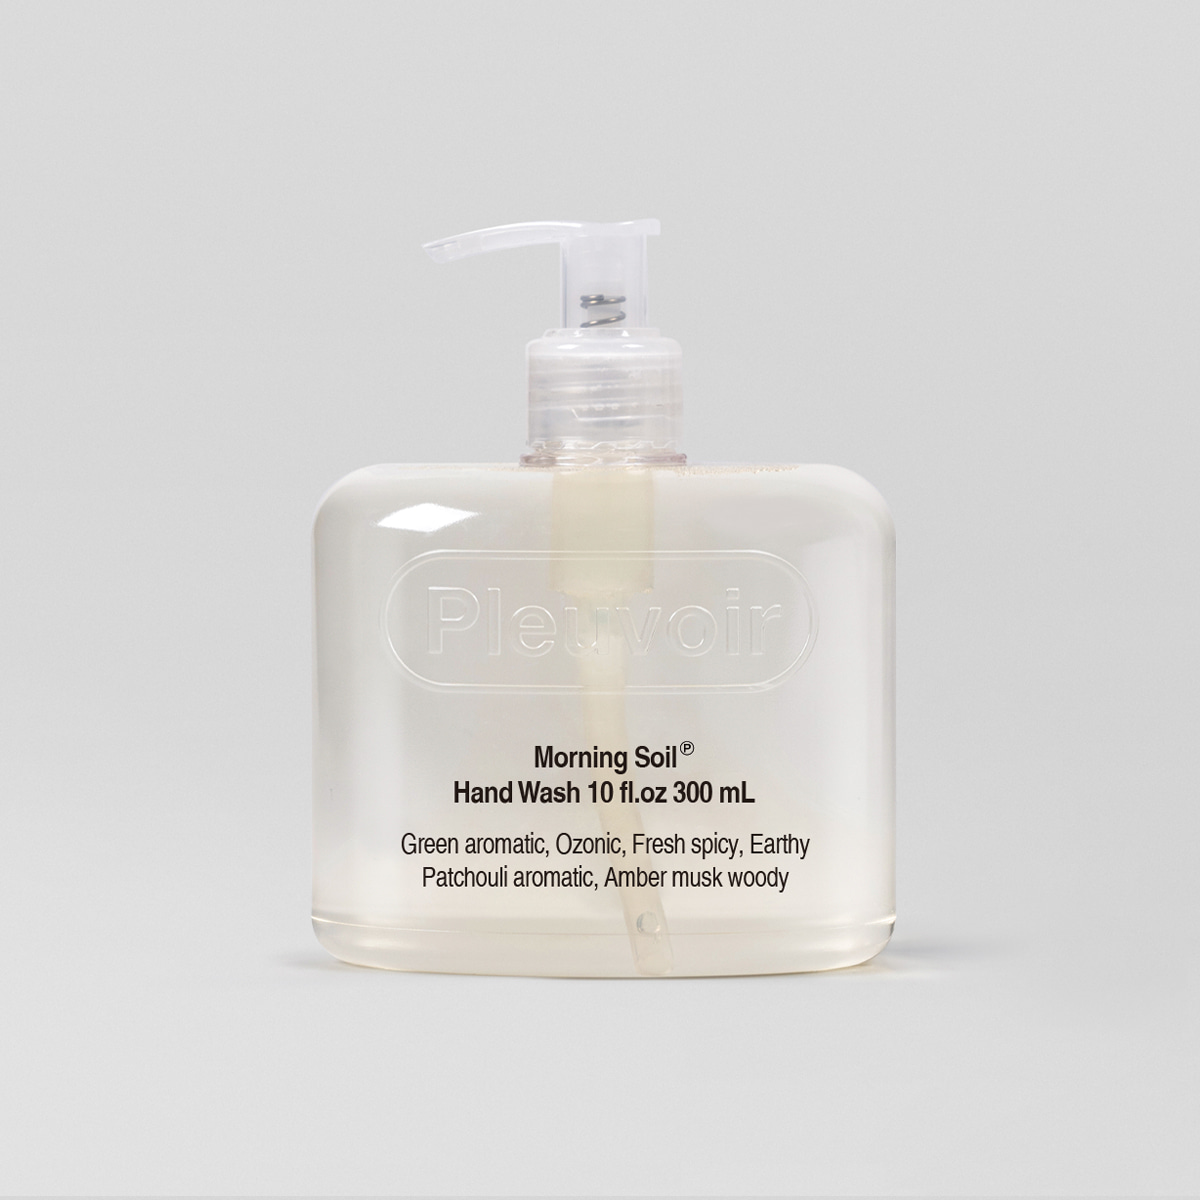 Pleuvoir
Morning Soil℗
Hand Wash 10 fl.oz 300 mL
Green aromatic, Ozonic, Fresh spicy, Earthy
Patchouli aromatic, Amber musk woody